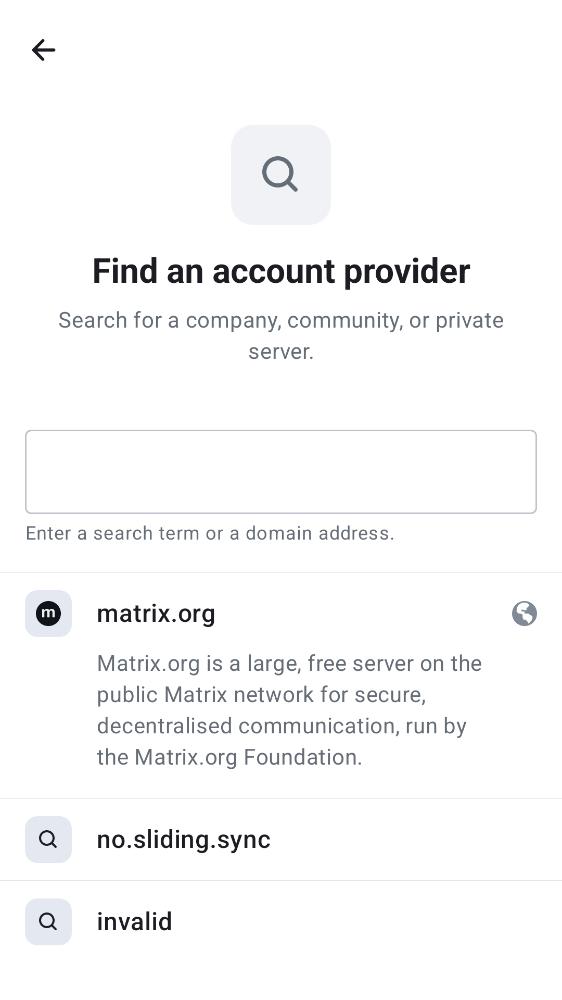 Find an account provider
Search for a company, community, or private
server.
Enter a search term or a domain address.
m
matrix.org
Matrix.org is a large, free server on the
public Matrix network for secure,
decentralised communication, run by
the Matrix.org Foundation.
no.sliding.sync
invalid